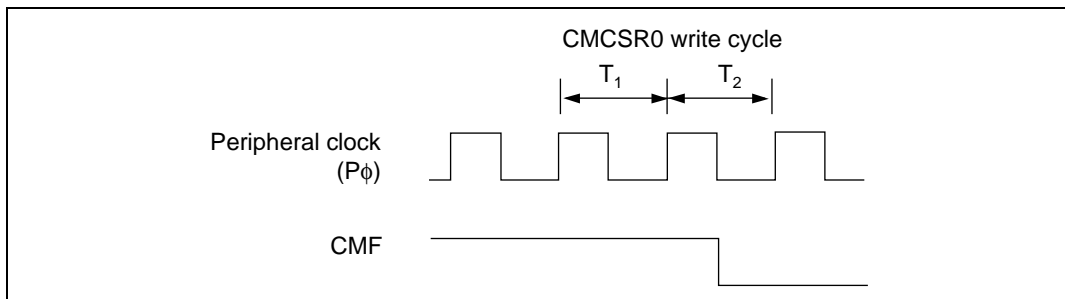 CMCSR0 write cycle
T1 T2
Peripheral clock
(Pϕ)
CMF